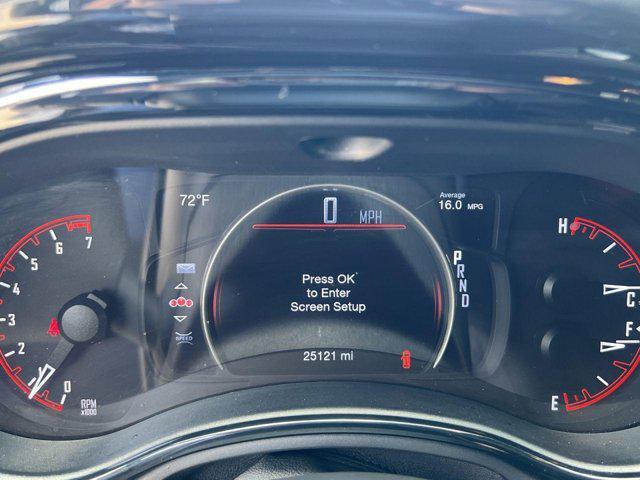 72°F
0 MPH
Average
16.0 MPG
Press OK
to Enter
Screen Setup
25121 mi
P
R
N
D
SPEED
7
6
5
4
3
2
1
0
RPM
x1000
H
C
F
E